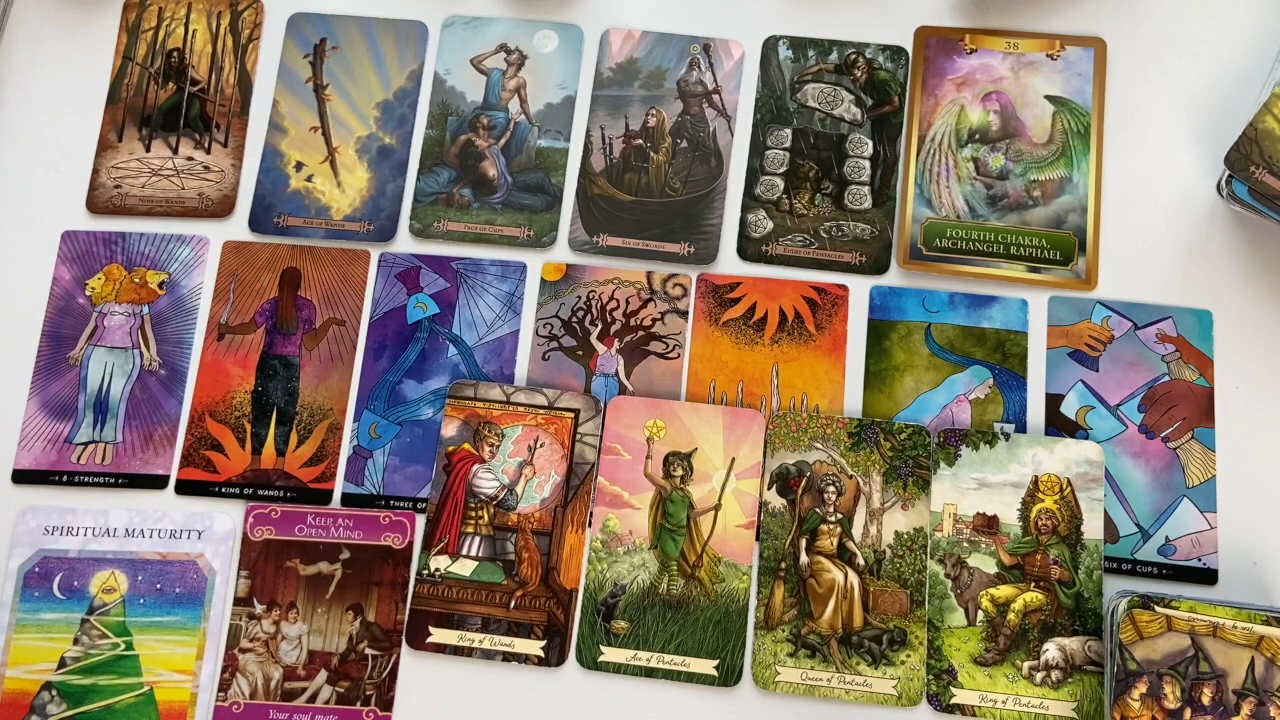 NINE OF WANDS
ACE OF WANDS
PAGE OF CUPS
SIX OF SWORDS
EIGHT OF PENTACLES
38
FOURTH CHAKRA,
ARCHANGEL RAPHAEL
8 · STRENGTH
KING OF WANDS
THREE OF
SIX OF CUPS
SPIRITUAL MATURITY
KEEP AN
OPEN MIND
Your soul mate
King of Wands
Ace of Pentacles
Queen of Pentacles
King of Pentacles